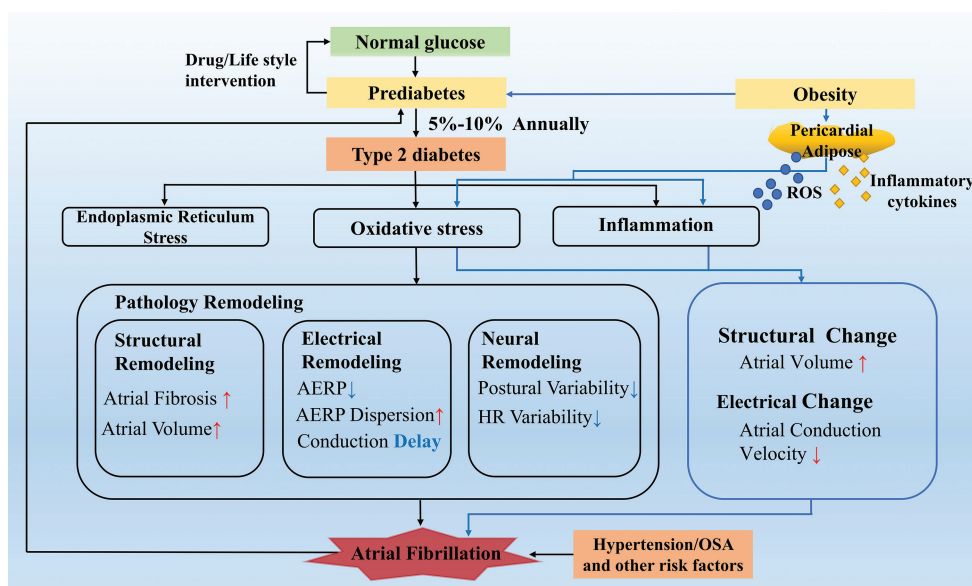 Normal glucose
Drug/Life style
intervention
Prediabetes
Obesity
5%-10% Annually
Pericardial
Adipose
Type 2 diabetes
ROS
Inflammatory
cytokines
Endoplasmic Reticulum
Stress
Oxidative stress
Inflammation
Pathology Remodeling
Structural
Remodeling
Atrial Fibrosis ↑
Atrial Volume↑
Electrical
Remodeling
AERP↓
AERP Dispersion↑
Conduction Delay
Neural
Remodeling
Postural Variability↓
HR Variability↓
Structural Change
Atrial Volume ↑
Electrical Change
Atrial Conduction
Velocity ↓
Atrial Fibrillation
Hypertension/OSA
and other risk factors